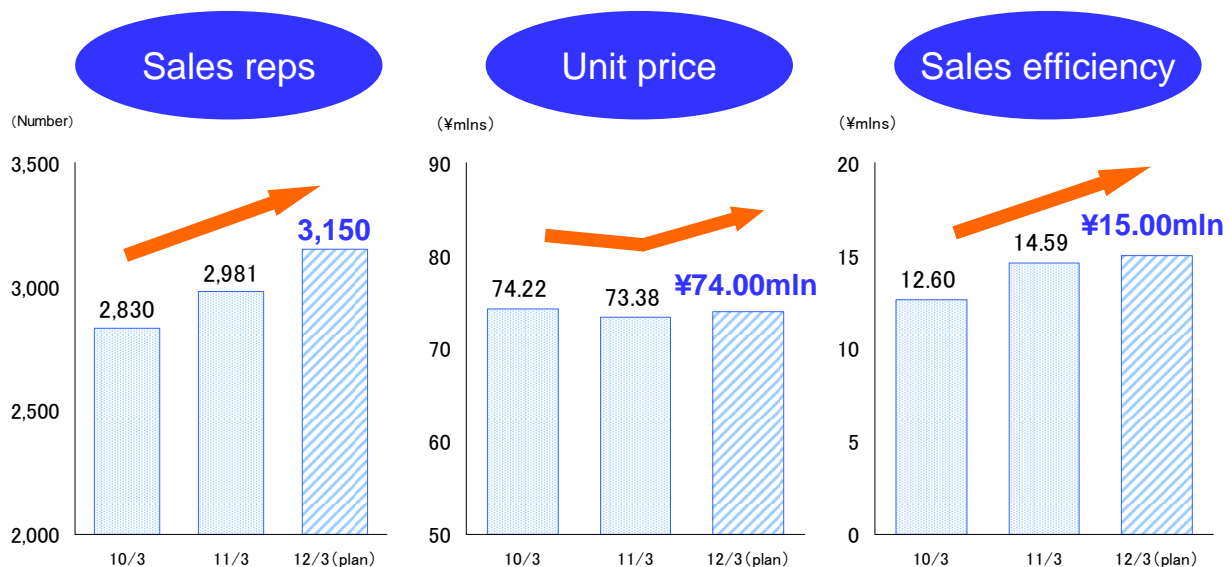 Sales reps
(Number)
3,500
3,000
2,500
2,000
2,830
2,981
3,150
10/3
11/3
12/3(plan)
Unit price
(¥mlns)
90
80
70
60
50
74.22
73.38
¥74.00mln
10/3
11/3
12/3(plan)
Sales efficiency
(¥mlns)
20
15
10
5
0
12.60
14.59
¥15.00mln
10/3
11/3
12/3(plan)